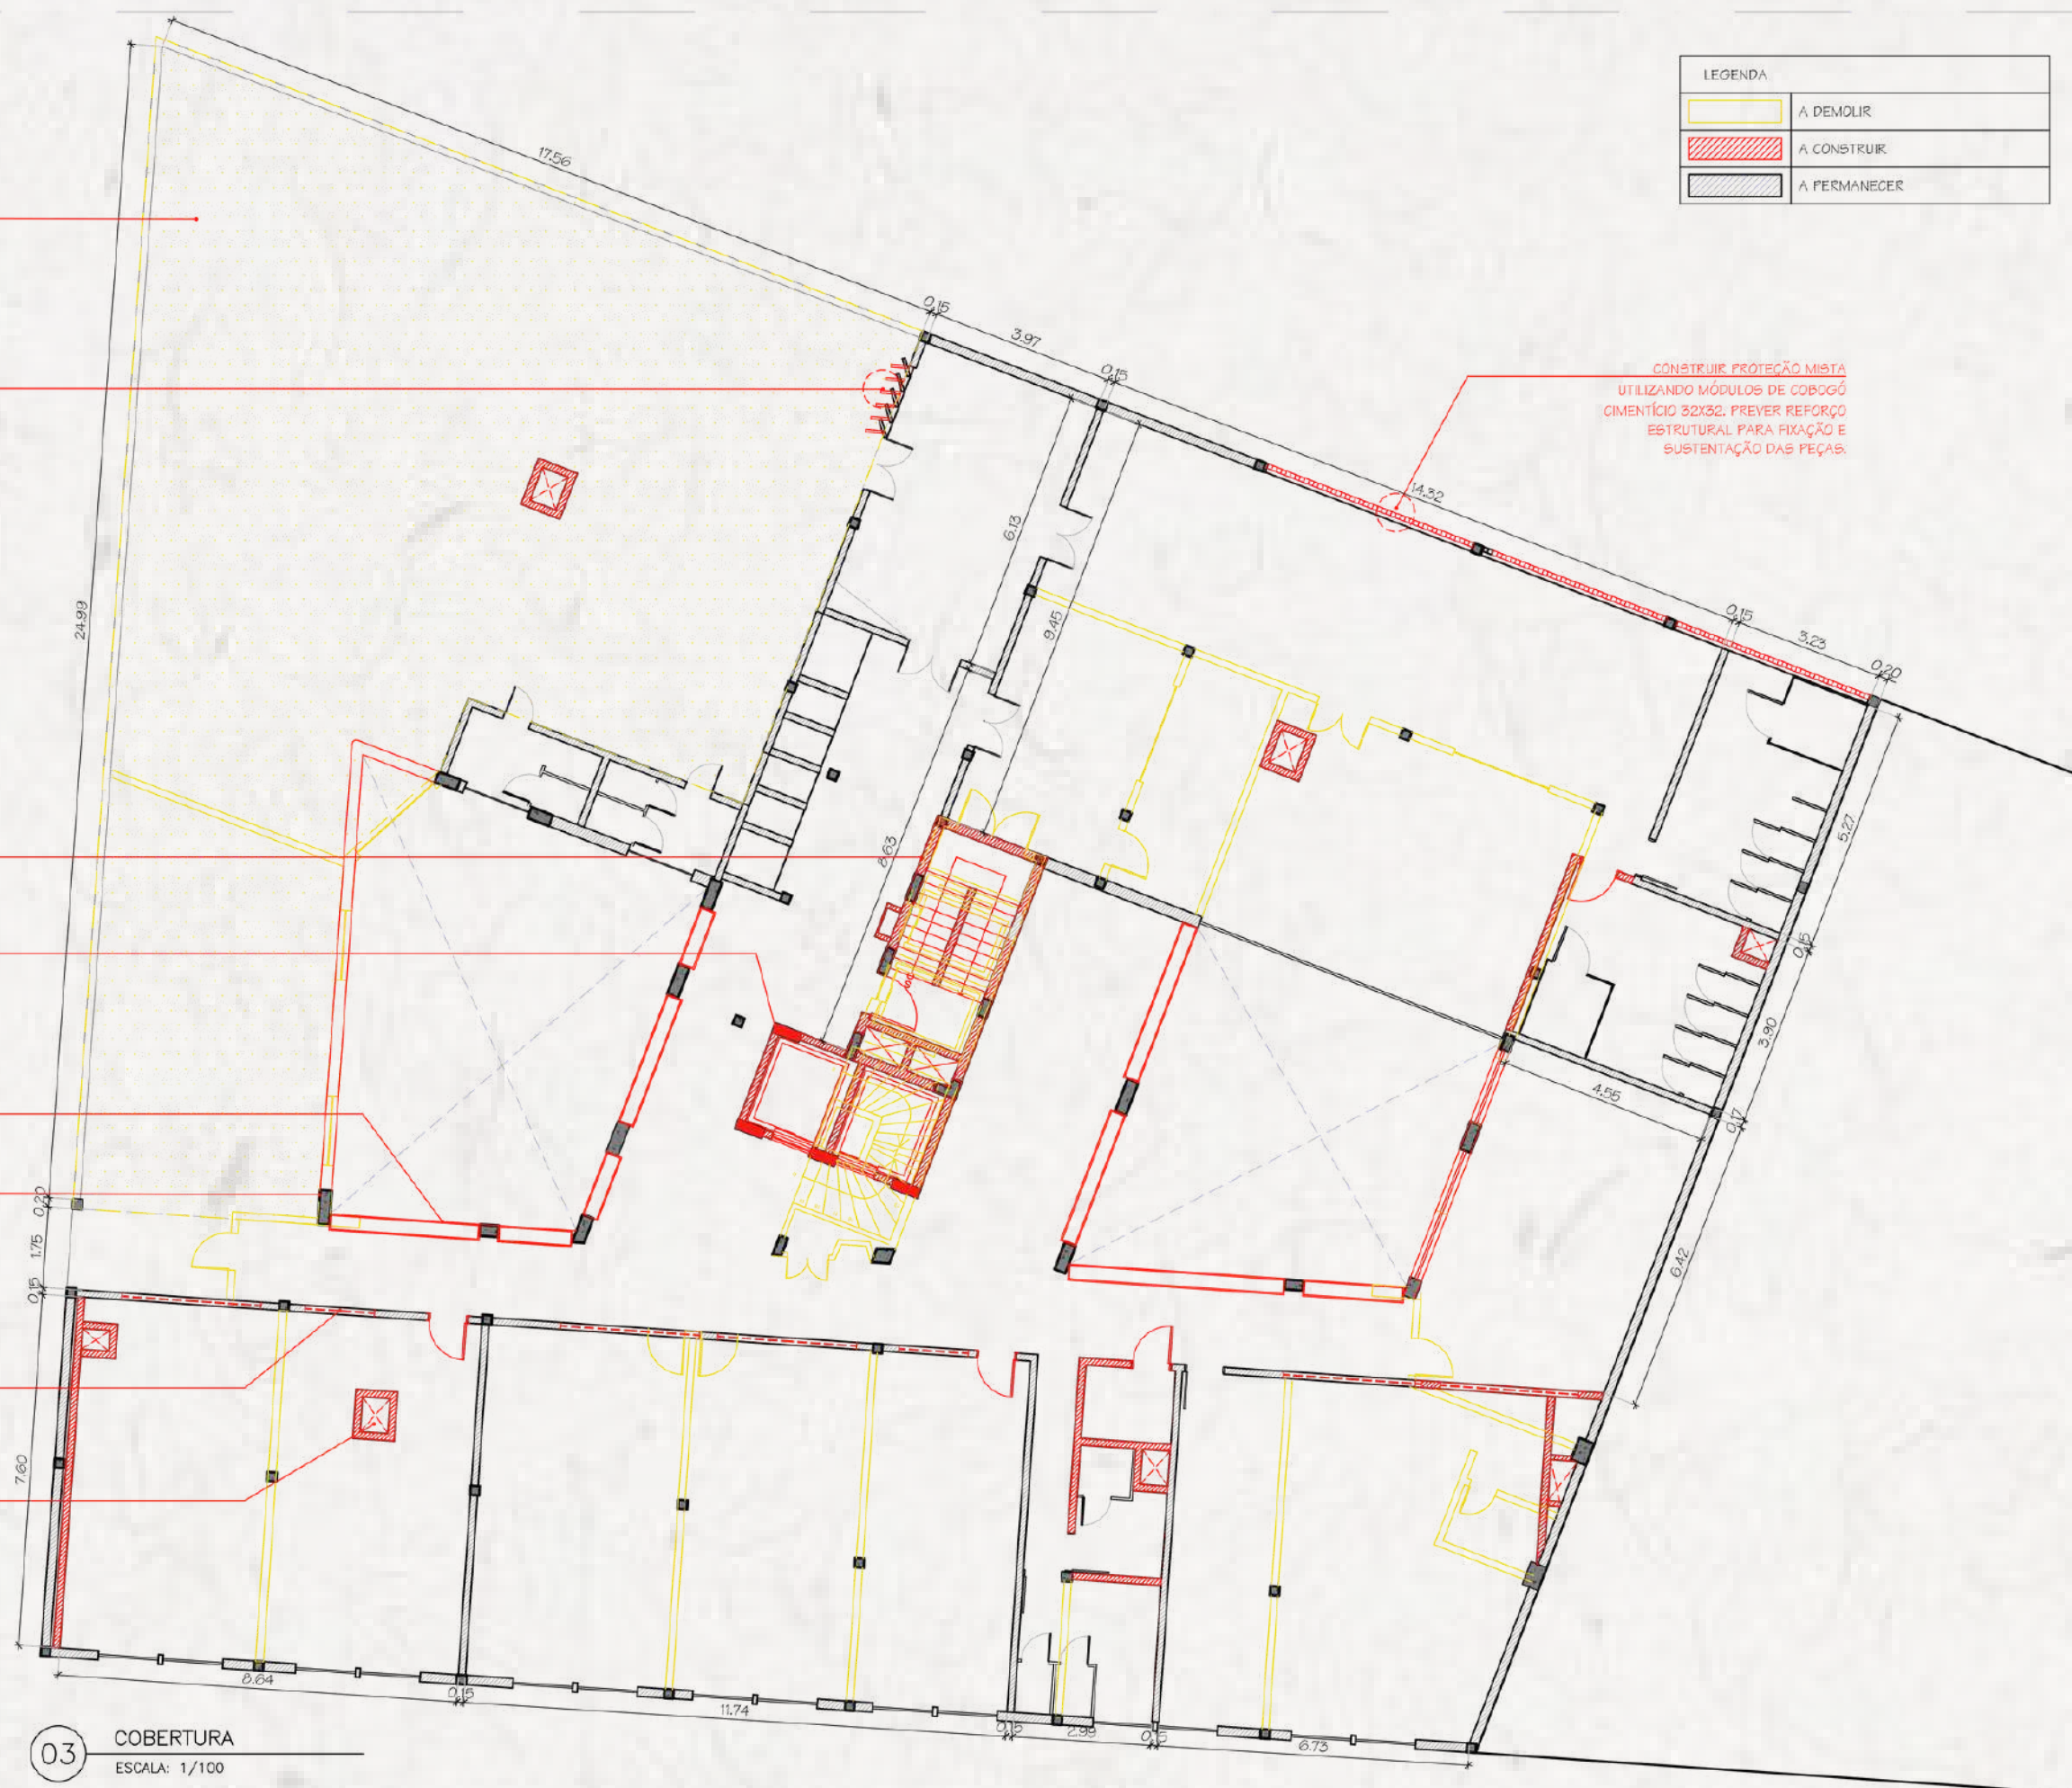 LEGENDA
A DEMOLIR
A CONSTRUIR
A PERMANECER
17.56
0.15
3.97
0.15
CONSTRUIR PROTEÇÃO MISTA
UTILIZANDO MÓDULOS DE COBOGÓ
CIMENTÍCIO 32X32. PREVER REFORÇO
ESTRUTURAL PARA FIXAÇÃO E
SUSTENTAÇÃO DAS PEÇAS.
14.32
6.13
24.99
9.45
0.15
3.23
0.20
8.63
5.27
0.15
3.90
4.55
0.17
0.20
1.75
0.15
6.42
7.60
8.64
0.15
11.74
0.15
2.99
0.15
6.73
03
COBERTURA
ESCALA: 1/100